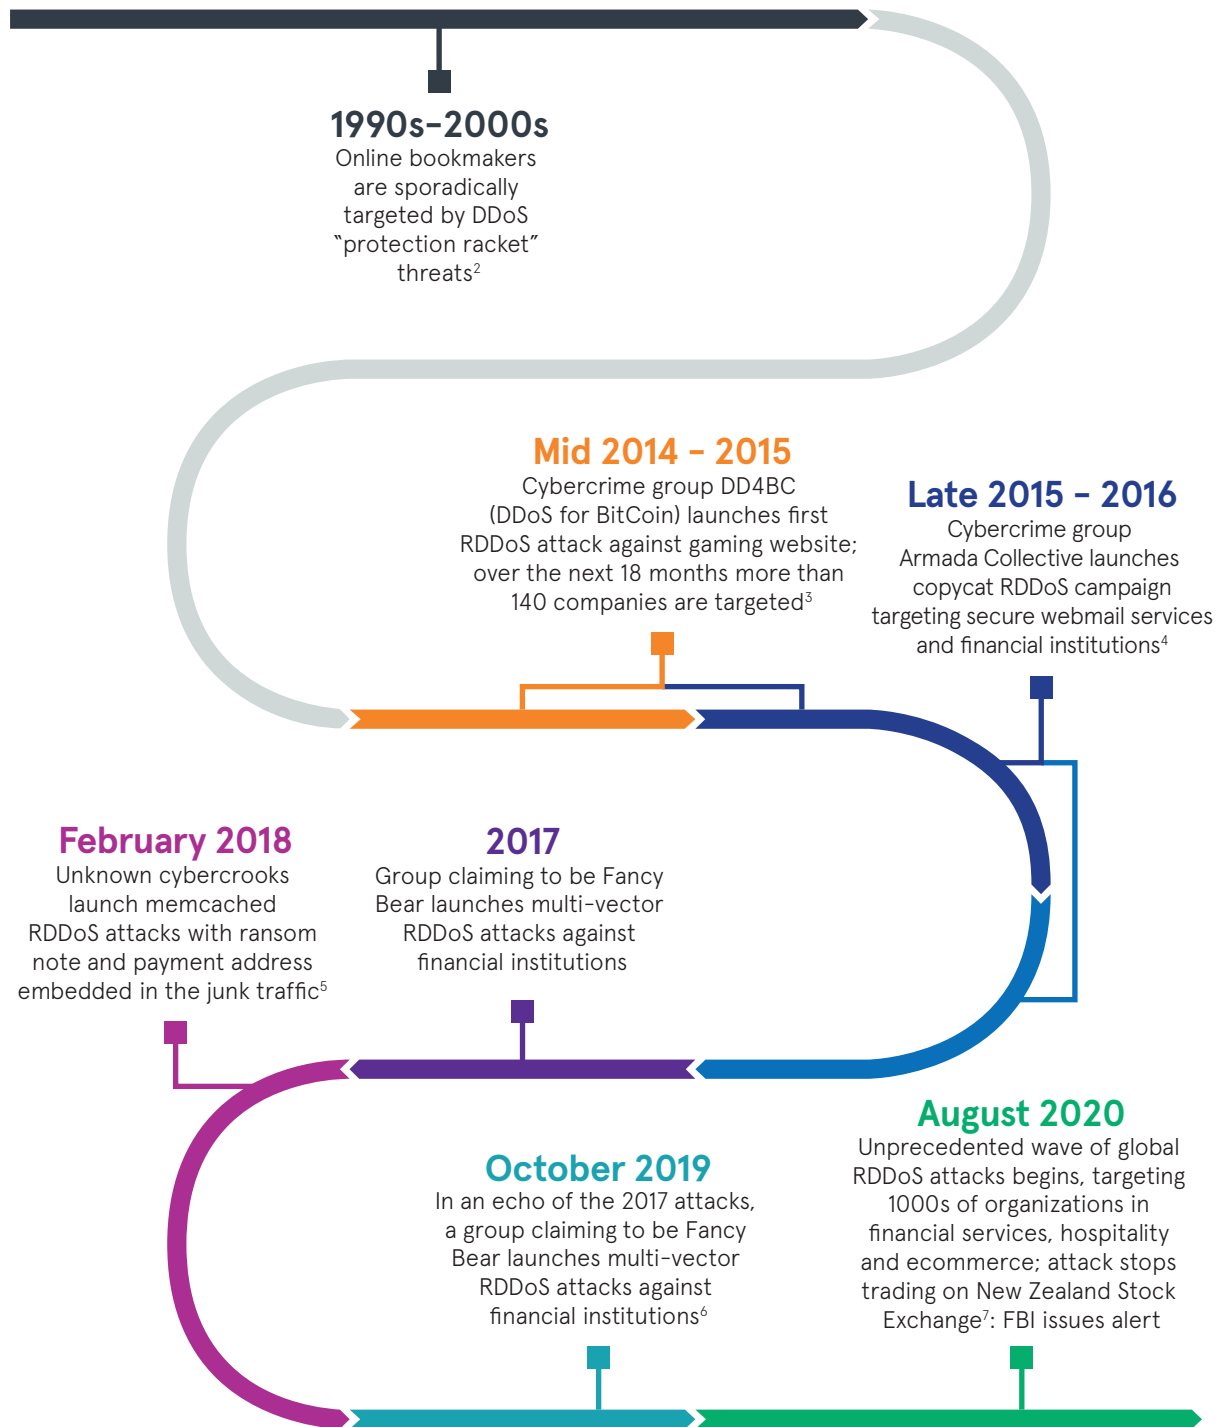 1990s–2000s
Online bookmakers
are sporadically
targeted by DDoS
“protection racket”
threats²
Mid 2014 – 2015
Cybercrime group DD4BC
(DDoS for BitCoin) launches first
RDDoS attack against gaming website;
over the next 18 months more than
140 companies are targeted³
Late 2015 – 2016
Cybercrime group
Armada Collective launches
copycat RDDoS campaign
targeting secure webmail services
and financial institutions⁴
February 2018
Unknown cybercrooks
launch memcached
RDDoS attacks with ransom
note and payment address
embedded in the junk traffic⁵
2017
Group claiming to be Fancy
Bear launches multi-vector
RDDoS attacks against
financial institutions
October 2019
In an echo of the 2017 attacks,
a group claiming to be Fancy
Bear launches multi-vector
RDDoS attacks against
financial institutions⁶
August 2020
Unprecedented wave of global
RDDoS attacks begins, targeting
1000s of organizations in
financial services, hospitality
and ecommerce; attack stops
trading on New Zealand Stock
Exchange⁷: FBI issues alert